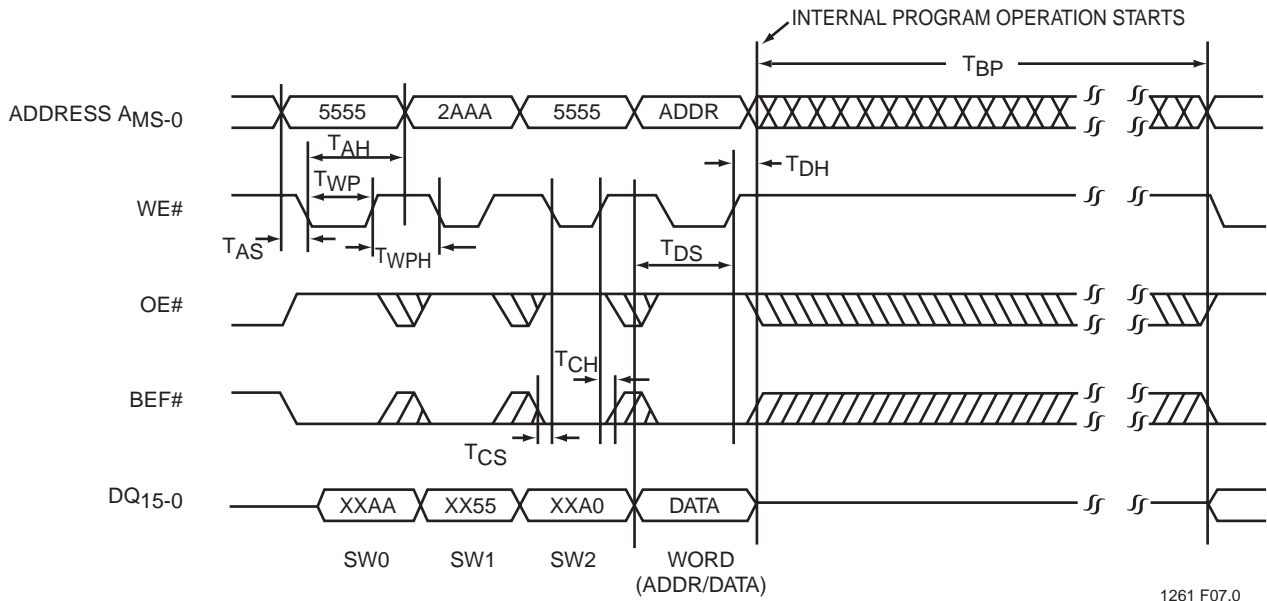 INTERNAL PROGRAM OPERATION STARTS
TBP
ADDRESS AMS-0
5555 2AAA 5555 ADDR
TAH
TDH
TWP
WE#
TAS
TWPH
TDS
OE#
TCH
BEF#
TCS
DQ15-0
XXAA XX55 XXA0 DATA
SW0 SW1 SW2 WORD
(ADDR/DATA)
1261 F07.0